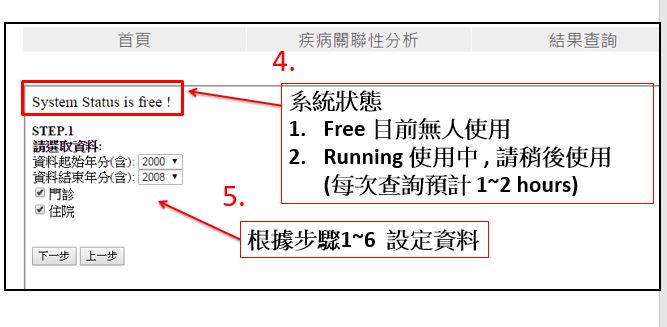 首頁 疾病關聯性分析 結果查詢
4.
System Status is free !
系統狀態
1. Free 目前無人使用
2. Running 使用中 , 請稍後使用
(每次查詢預計 1~2 hours)
STEP.1
請選取資料:
資料起始年分(含): 2000
資料結束年分(含): 2008
門診
住院
5.
根據步驟1~6 設定資料
下一步 上一步